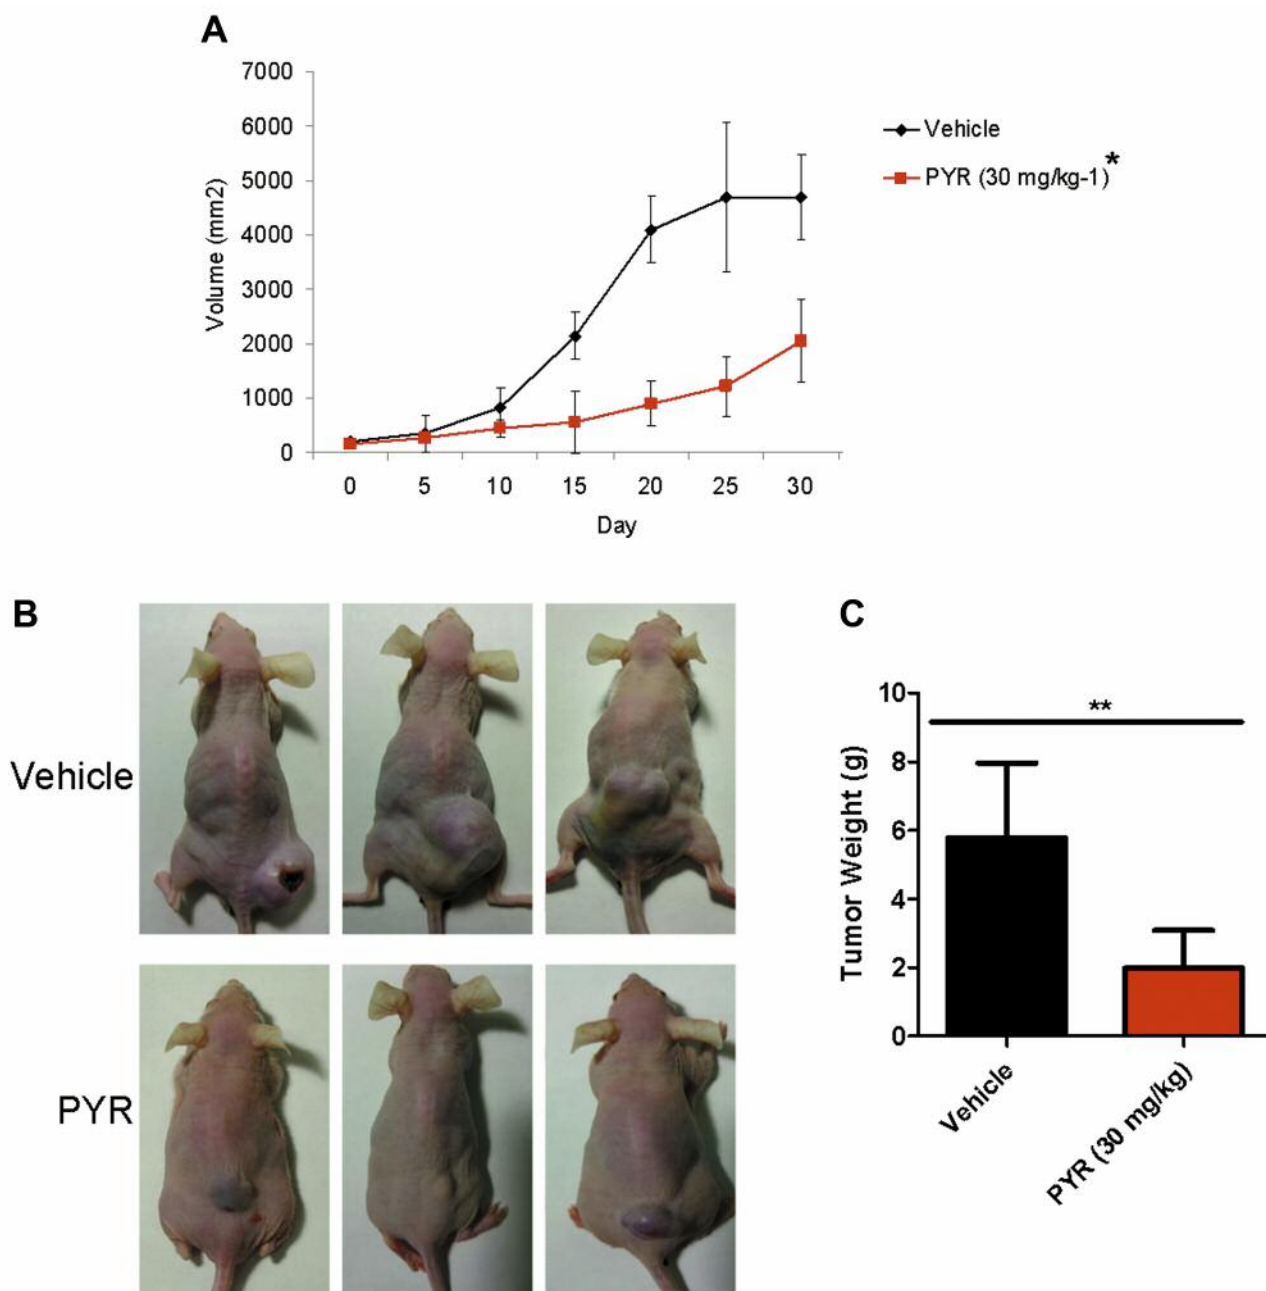 A
7000
6000
5000
4000
3000
2000
1000
0
Volume (mm2)
0 5 10 15 20 25 30
Day
Vehicle
PYR (30 mg/kg-1)*
B
Vehicle
PYR
C
10
8
6
4
2
0
Tumor Weight (g)
**
Vehicle
PYR (30 mg/kg)